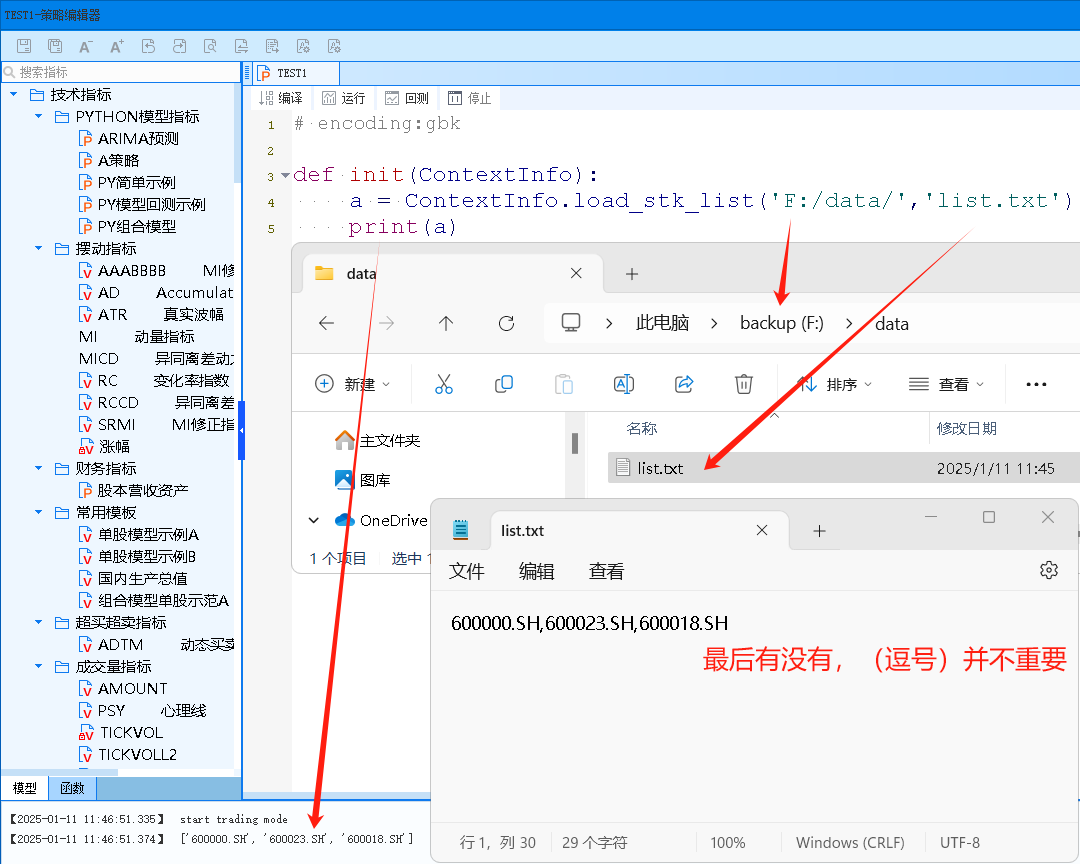 TEST1-策略编辑器
搜索指标
TEST1
技术指标
PYTHON模型指标
ARIMA预测
A策略
PY简单示例
PY模型回测示例
PY组合模型
摆动指标
AAABBBB MI修
AD Accumulat
ATR 真实波幅
MI 动量指标
MICD 异同离差动力
RC 变化率指数
RCCD 异同离差
SRMI MI修正指
涨幅
财务指标
股本营收资产
常用模板
单股模型示例A
单股模型示例B
国内生产总值
组合模型单股示范A
超买超卖指标
ADTM 动态买卖
成交量指标
AMOUNT
PSY 心理线
TICKVOL
TICKVOLL2
模型 函数
编译 运行 回测 停止
1 # encoding:gbk
2
3 def init(ContextInfo):
4 a = ContextInfo.load_stk_list('F:/data/','list.txt')
5 print(a)
data
此电脑 > backup (F:) > data
新建 排序 查看
主文件夹
图库
OneDrive
1 个项目 选中 1
名称 修改日期
list.txt 2025/1/11 11:45
list.txt
文件 编辑 查看
600000.SH,600023.SH,600018.SH
最后有没有，（逗号）并不重要
行 1，列 30 29 个字符 100% Windows (CRLF) UTF-8
【2025-01-11 11:46:51.335】 start trading mode
【2025-01-11 11:46:51.374】 ['600000.SH', '600023.SH', '600018.SH']